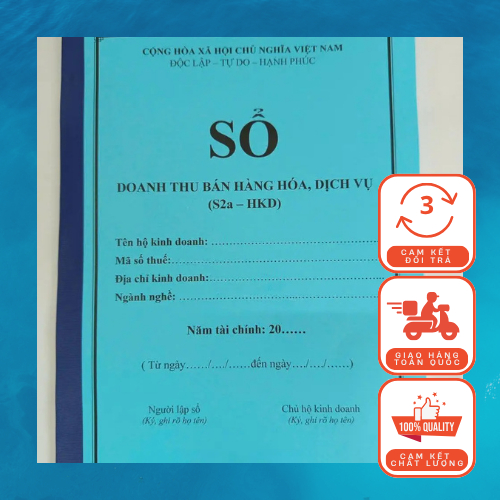 CỘNG HÒA XÃ HỘI CHỦ NGHĨA VIỆT NAM
ĐỘC LẬP – TỰ DO – HẠNH PHÚC
SỔ
DOANH THU BÁN HÀNG HÓA, DỊCH VỤ
(S2a – HKD)
Tên hộ kinh doanh: ……………………………
Mã số thuế:……………………………………
Địa chỉ kinh doanh:……………………………
Ngành nghề: …………………………………
Năm tài chính: 20……
( Từ ngày……/…./……đến ngày…./…./……)
Người lập sổ
(Ký, ghi rõ họ tên)
Chủ hộ kinh doanh
(Ký, ghi rõ họ tên)
3
CAM KẾT
ĐỔI TRẢ
GIAO HÀNG
TOÀN QUỐC
100% QUALITY
CAM KẾT
CHẤT LƯỢNG